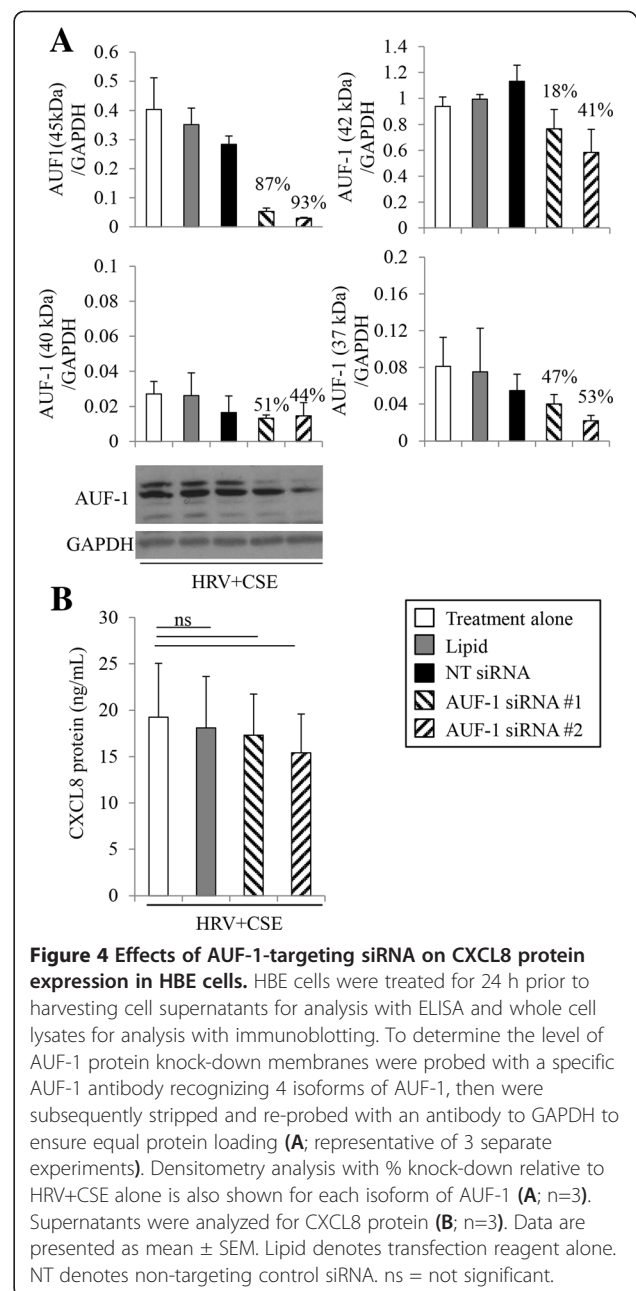 A
AUF1(45kDa)
/GAPDH
0.6
0.5
0.4
0.3
0.2
0.1
0
87%
93%
AUF-1 (42 kDa)
/GAPDH
1.4
1.2
1
0.8
0.6
0.4
0.2
0
18%
41%
AUF-1 (40 kDa)
/GAPDH
0.1
0.08
0.06
0.04
0.02
0
51%
44%
AUF-1 (37 kDa)
/GAPDH
0.2
0.16
0.12
0.08
0.04
0
47%
53%
AUF-1
GAPDH
HRV+CSE
B
CXCL8 protein (ng/mL)
30
25
20
15
10
5
0
ns
HRV+CSE
Treatment alone
Lipid
NT siRNA
AUF-1 siRNA #1
AUF-1 siRNA #2
Figure 4 Effects of AUF-1-targeting siRNA on CXCL8 protein
expression in HBE cells. HBE cells were treated for 24 h prior to
harvesting cell supernatants for analysis with ELISA and whole cell
lysates for analysis with immunoblotting. To determine the level of
AUF-1 protein knock-down membranes were probed with a specific
AUF-1 antibody recognizing 4 isoforms of AUF-1, then were
subsequently stripped and re-probed with an antibody to GAPDH to
ensure equal protein loading (A; representative of 3 separate
experiments). Densitometry analysis with % knock-down relative to
HRV+CSE alone is also shown for each isoform of AUF-1 (A; n=3).
Supernatants were analyzed for CXCL8 protein (B; n=3). Data are
presented as mean ± SEM. Lipid denotes transfection reagent alone.
NT denotes non-targeting control siRNA. ns = not significant.